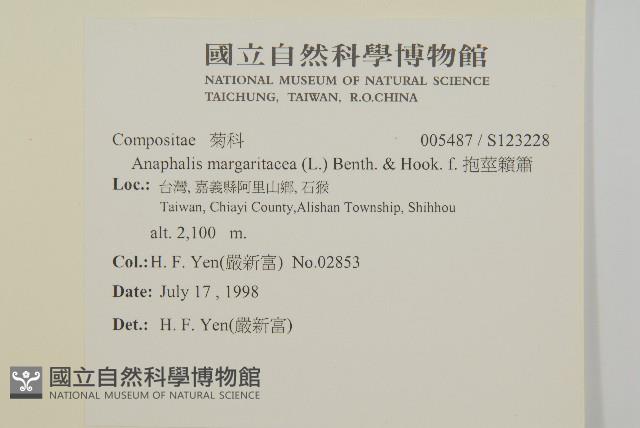 國立自然科學博物館
NATIONAL MUSEUM OF NATURAL SCIENCE
TAICHUNG, TAIWAN, R.O.CHINA
Compositae 菊科 005487 / S123228
Anaphalis margaritacea (L.) Benth. & Hook. f. 抱莖籟簫
Loc.: 台灣, 嘉義縣阿里山鄉, 石猴
Taiwan, Chiayi County,Alishan Township, Shihhou
alt. 2,100 m.
Col.: H. F. Yen(嚴新富) No.02853
Date: July 17 , 1998
Det.: H. F. Yen(嚴新富)
國立自然科學博物館
NATIONAL MUSEUM OF NATURAL SCIENCE